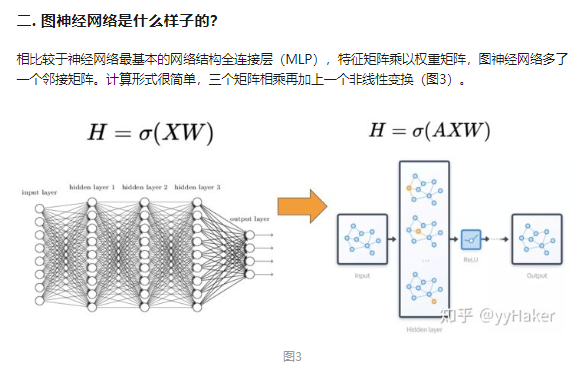 二. 图神经网络是什么样子的？
相比较于神经网络最基本的网络结构全连接层（MLP），特征矩阵乘以权重矩阵，图神经网络多了
一个邻接矩阵。计算形式很简单，三个矩阵相乘再加上一个非线性变换（图3）。
H = σ(XW)
H = σ(AXW)
input layer
hidden layer 1
hidden layer 2
hidden layer 3
output layer
Input
...
ReLU
Output
Hidden layer
知乎 @yyHaker
图3